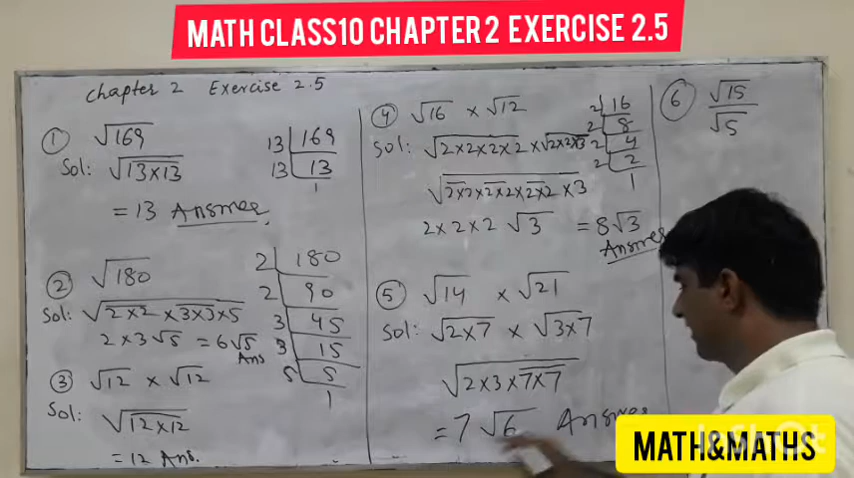 MATH CLASS10 CHAPTER 2 EXERCISE 2.5
Chapter 2 Exercise 2.5
① √169
Sol: √13×13
= 13 Answer
13 | 169
13 | 13
1
② √180
Sol: √2×2×3×3×5
2×3√5 = 6√5
Ans
2 | 180
2 | 90
3 | 45
3 | 15
5 | 5
1
③ √12 × √12
Sol:
√12×12
= 12 Ans.
④ √16 × √12
Sol: √2×2×2×2 × √2×2×3
√2×2×2×2×2×2×3
2×2×2 √3 = 8√3
Answer
2 | 16
2 | 8
2 | 4
2 | 2
1
⑤ √14 × √21
Sol: √2×7 × √3×7
√2×3×7×7
= 7√6 Answer
⑥ √15
√5
MATH&MATHS